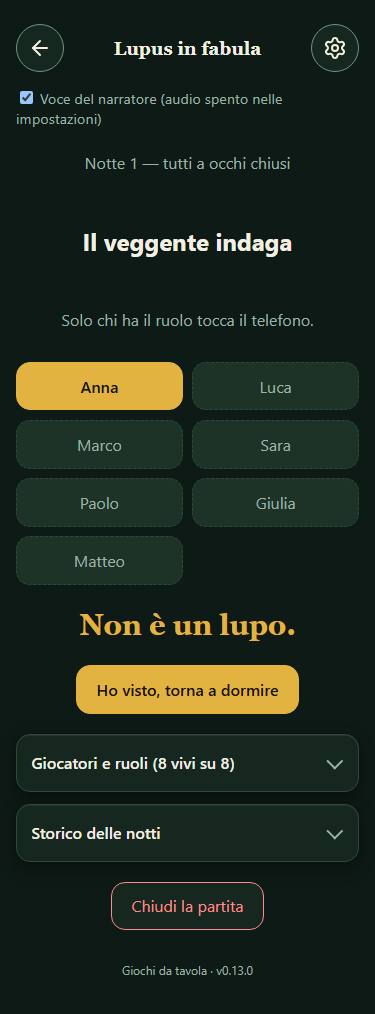 Lupus in fabula
Voce del narratore (audio spento nelle
impostazioni)
Notte 1 — tutti a occhi chiusi
Il veggente indaga
Solo chi ha il ruolo tocca il telefono.
Anna
Luca
Marco
Sara
Paolo
Giulia
Matteo
Non è un lupo.
Ho visto, torna a dormire
Giocatori e ruoli (8 vivi su 8)
Storico delle notti
Chiudi la partita
Giochi da tavola · v0.13.0